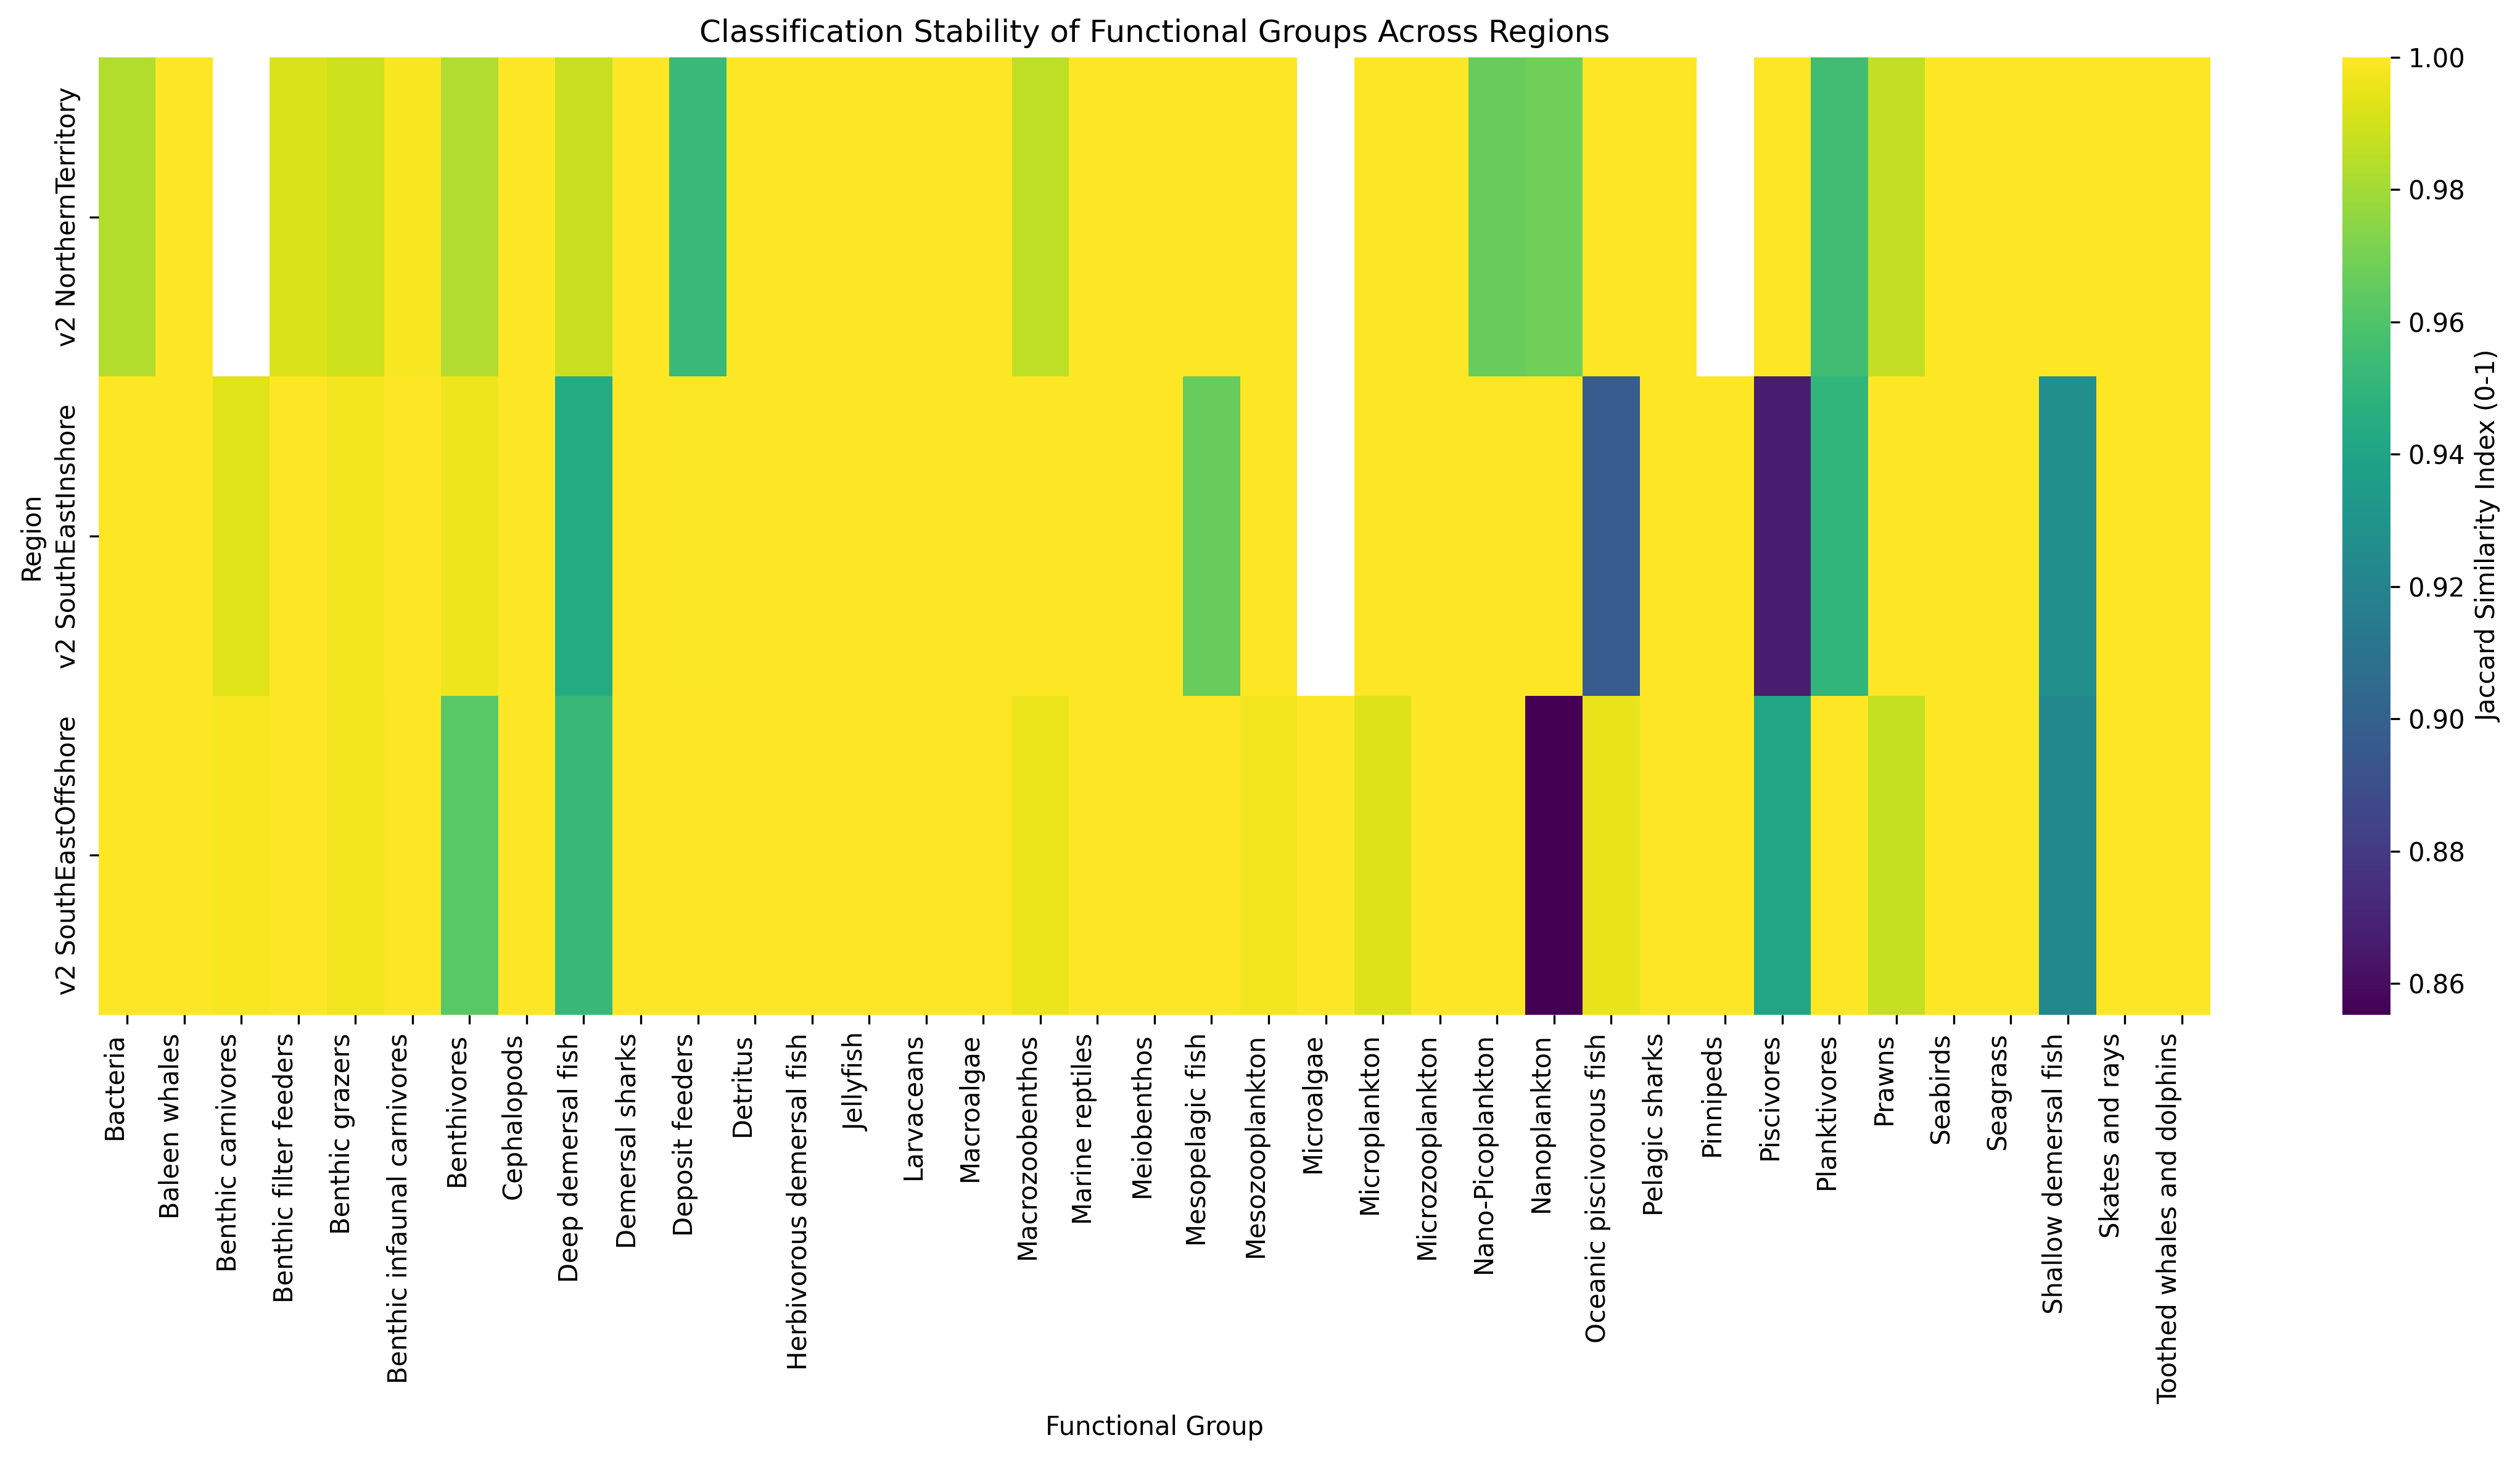 Classification Stability of Functional Groups Across Regions
Region
v2 NorthernTerritory
v2 SouthEastInshore
v2 SouthEastOffshore
Bacteria
Baleen whales
Benthic carnivores
Benthic filter feeders
Benthic grazers
Benthic infaunal carnivores
Benthivores
Cephalopods
Deep demersal fish
Demersal sharks
Deposit feeders
Detritus
Herbivorous demersal fish
Jellyfish
Larvaceans
Macroalgae
Macrozoobenthos
Marine reptiles
Meiobenthos
Mesopelagic fish
Mesozooplankton
Microalgae
Microplankton
Microzooplankton
Nano-Picoplankton
Nanoplankton
Oceanic piscivorous fish
Pelagic sharks
Pinnipeds
Piscivores
Planktivores
Prawns
Seabirds
Seagrass
Shallow demersal fish
Skates and rays
Toothed whales and dolphins
Functional Group
1.00
0.98
0.96
0.94
0.92
0.90
0.88
0.86
Jaccard Similarity Index (0-1)